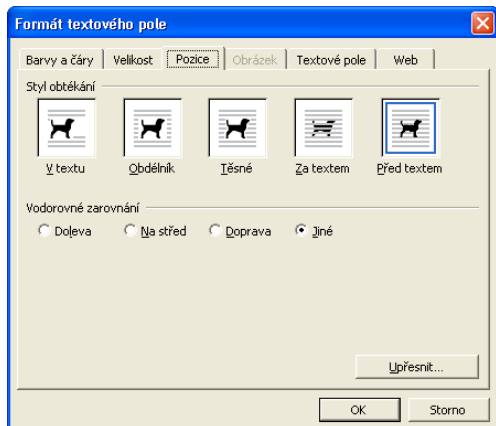 Formát textového pole
Barvy a čáry Velikost Pozice Obrázek Textové pole Web
Styl obtékání
V textu Obdélník Těsné Za textem Před textem
Vodorovné zarovnání
Doleva Na střed Doprava Jiné
Upřesnit...
OK Storno